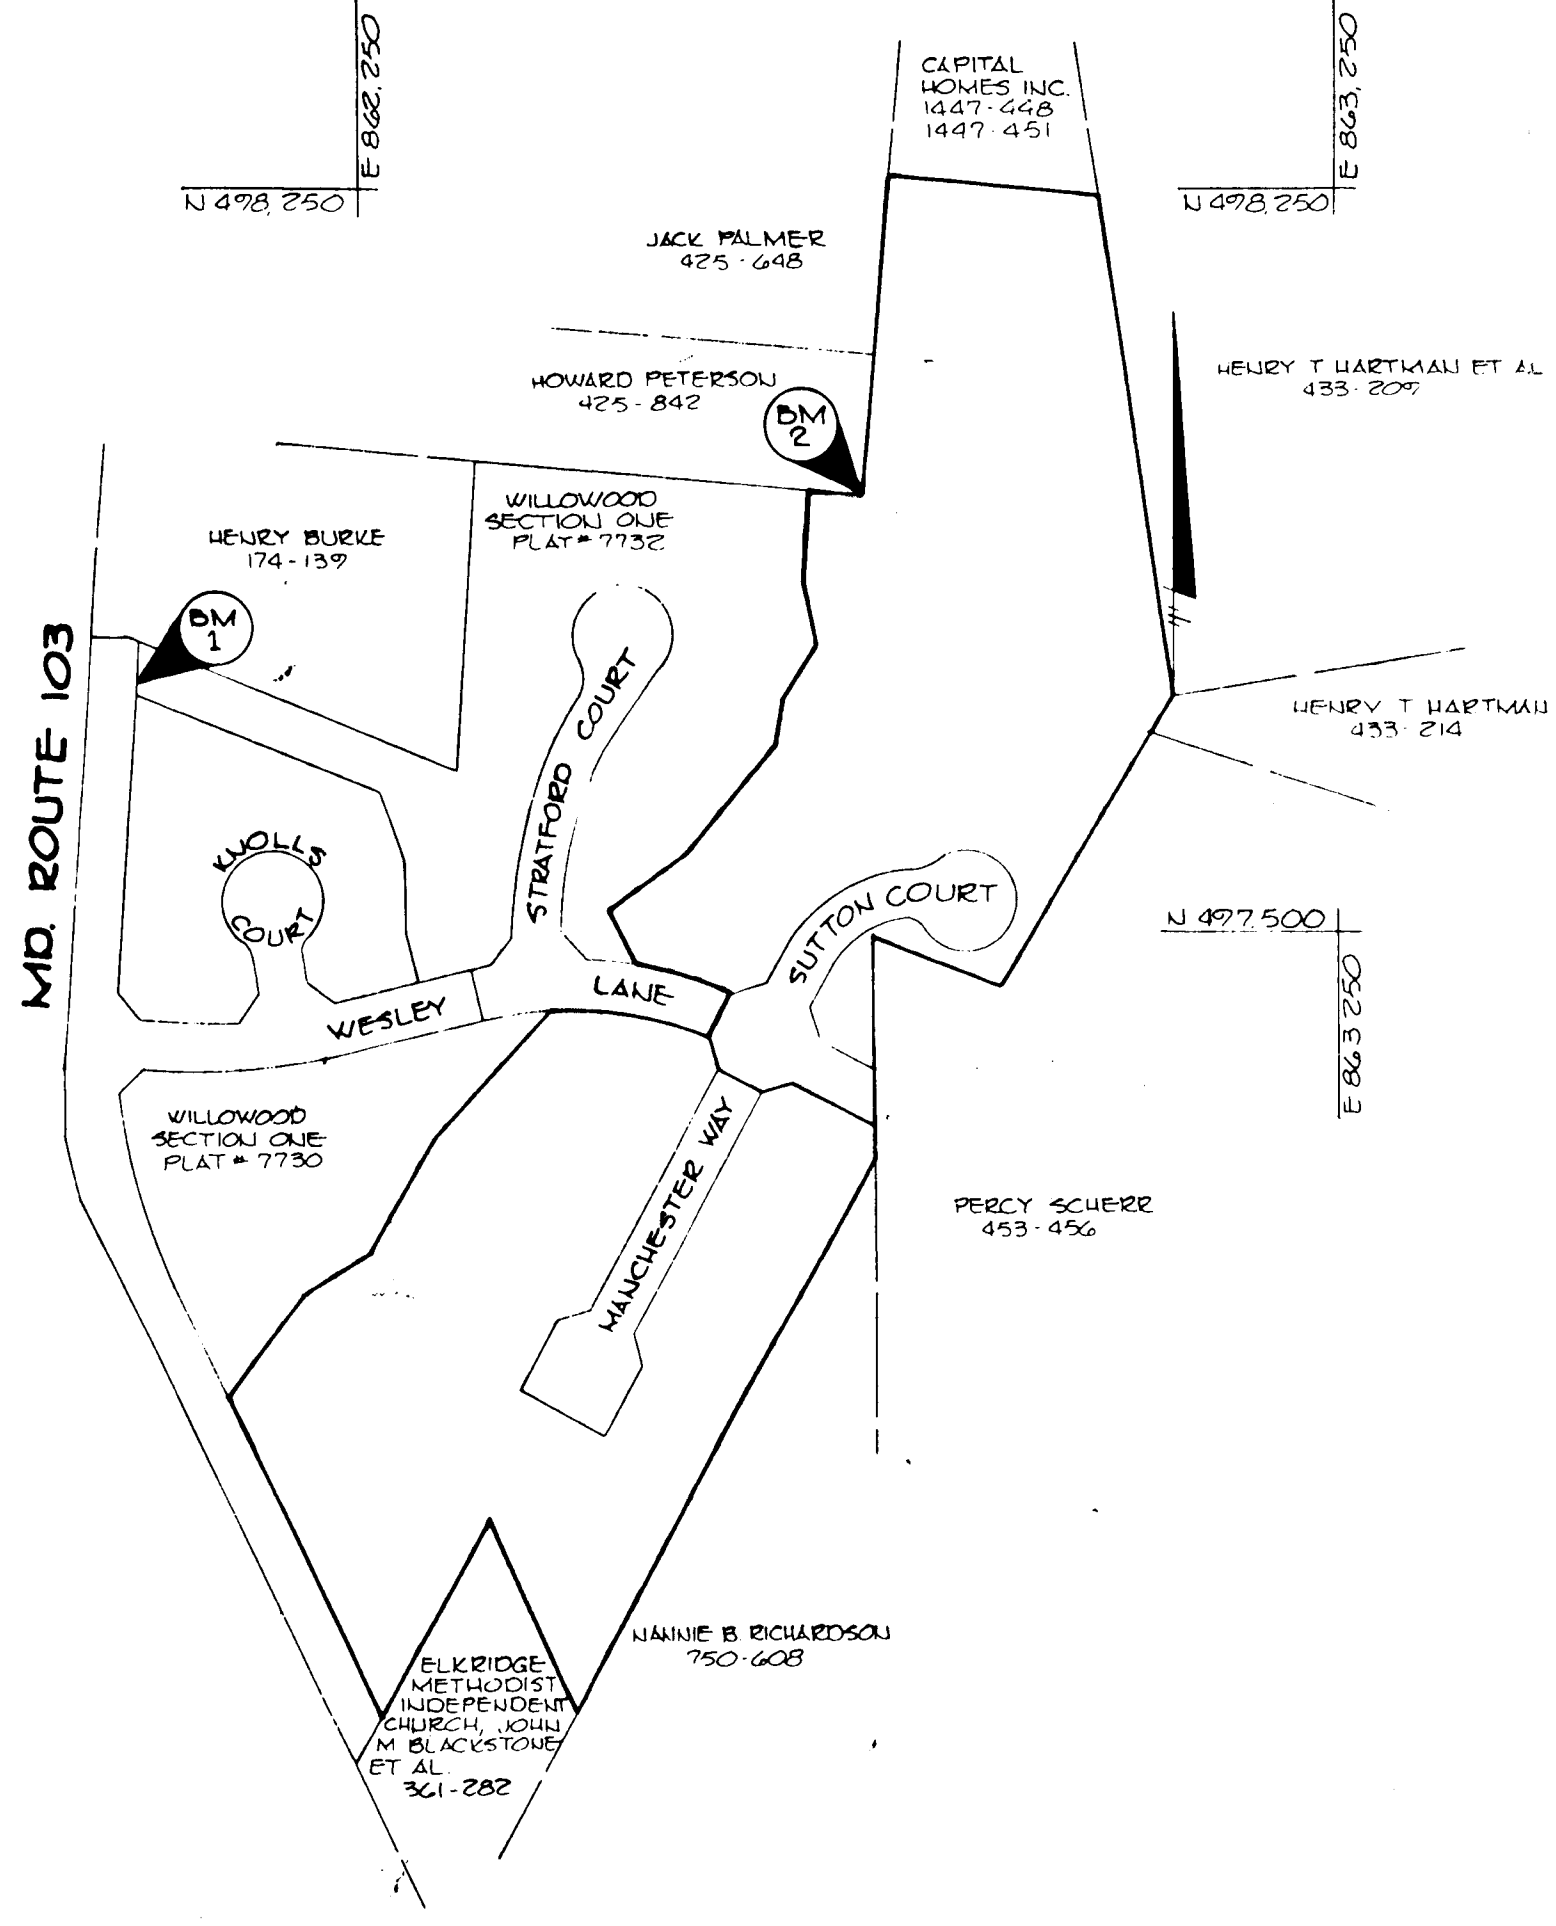 E 862,250
N 498,250
CAPITAL
HOMES INC.
1447-448
1447-451
E 863,250
N 498,250
JACK PALMER
425-648
HOWARD PETERSON
425-842
BM
2
HENRY T HARTMAN ET AL
433-209
WILLOWOOD
SECTION ONE
PLAT # 7732
HENRY BURKE
174-139
BM
1
MD. ROUTE 103
STRATFORD COURT
HENRY T HARTMAN
433-214
KNOLLS
COURT
SUTTON COURT
N 497,500
E 863 250
WESLEY LANE
WILLOWOOD
SECTION ONE
PLAT # 7730
MANCHESTER WAY
PERCY SCHERR
453-456
NANNIE B. RICHARDSON
750-608
ELKRIDGE
METHODIST
INDEPENDENT
CHURCH, JOHN
M BLACKSTONE
ET AL.
361-282